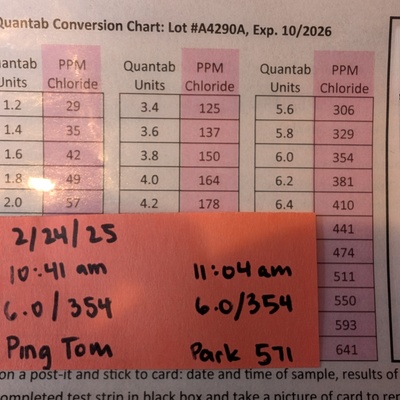 Quantab Conversion Chart: Lot #A4290A, Exp. 10/2026
Quantab Units PPM Chloride Quantab Units PPM Chloride Quantab Units PPM Chloride
1.2 29 3.4 125 5.6 306
1.4 35 3.6 137 5.8 329
1.6 42 3.8 150 6.0 354
1.8 49 4.0 164 6.2 381
2.0 57 4.2 178 6.4 410
441
474
511
550
593
641
2/24/25
10:41 am 11:04 am
6.0/354 6.0/354
Ping Tom Park 571
on a post-it and stick to card: date and time of sample, results of
completed test strip in black box and take a picture of card to